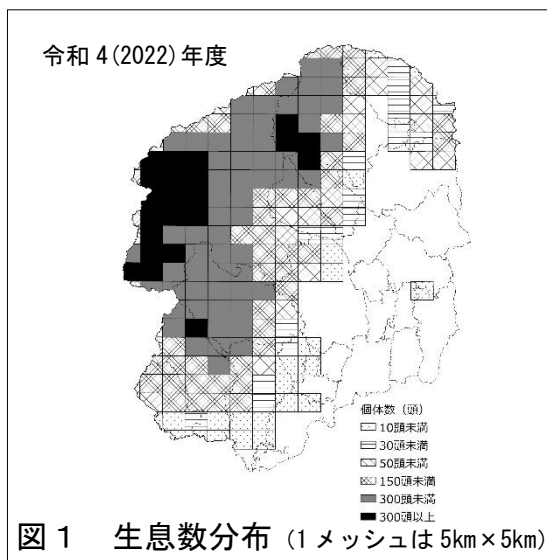 令和4(2022)年度
個体数(頭)
10頭未満
30頭未満
50頭未満
150頭未満
300頭未満
300頭以上
図1 生息数分布(1メッシュは5km×5km)